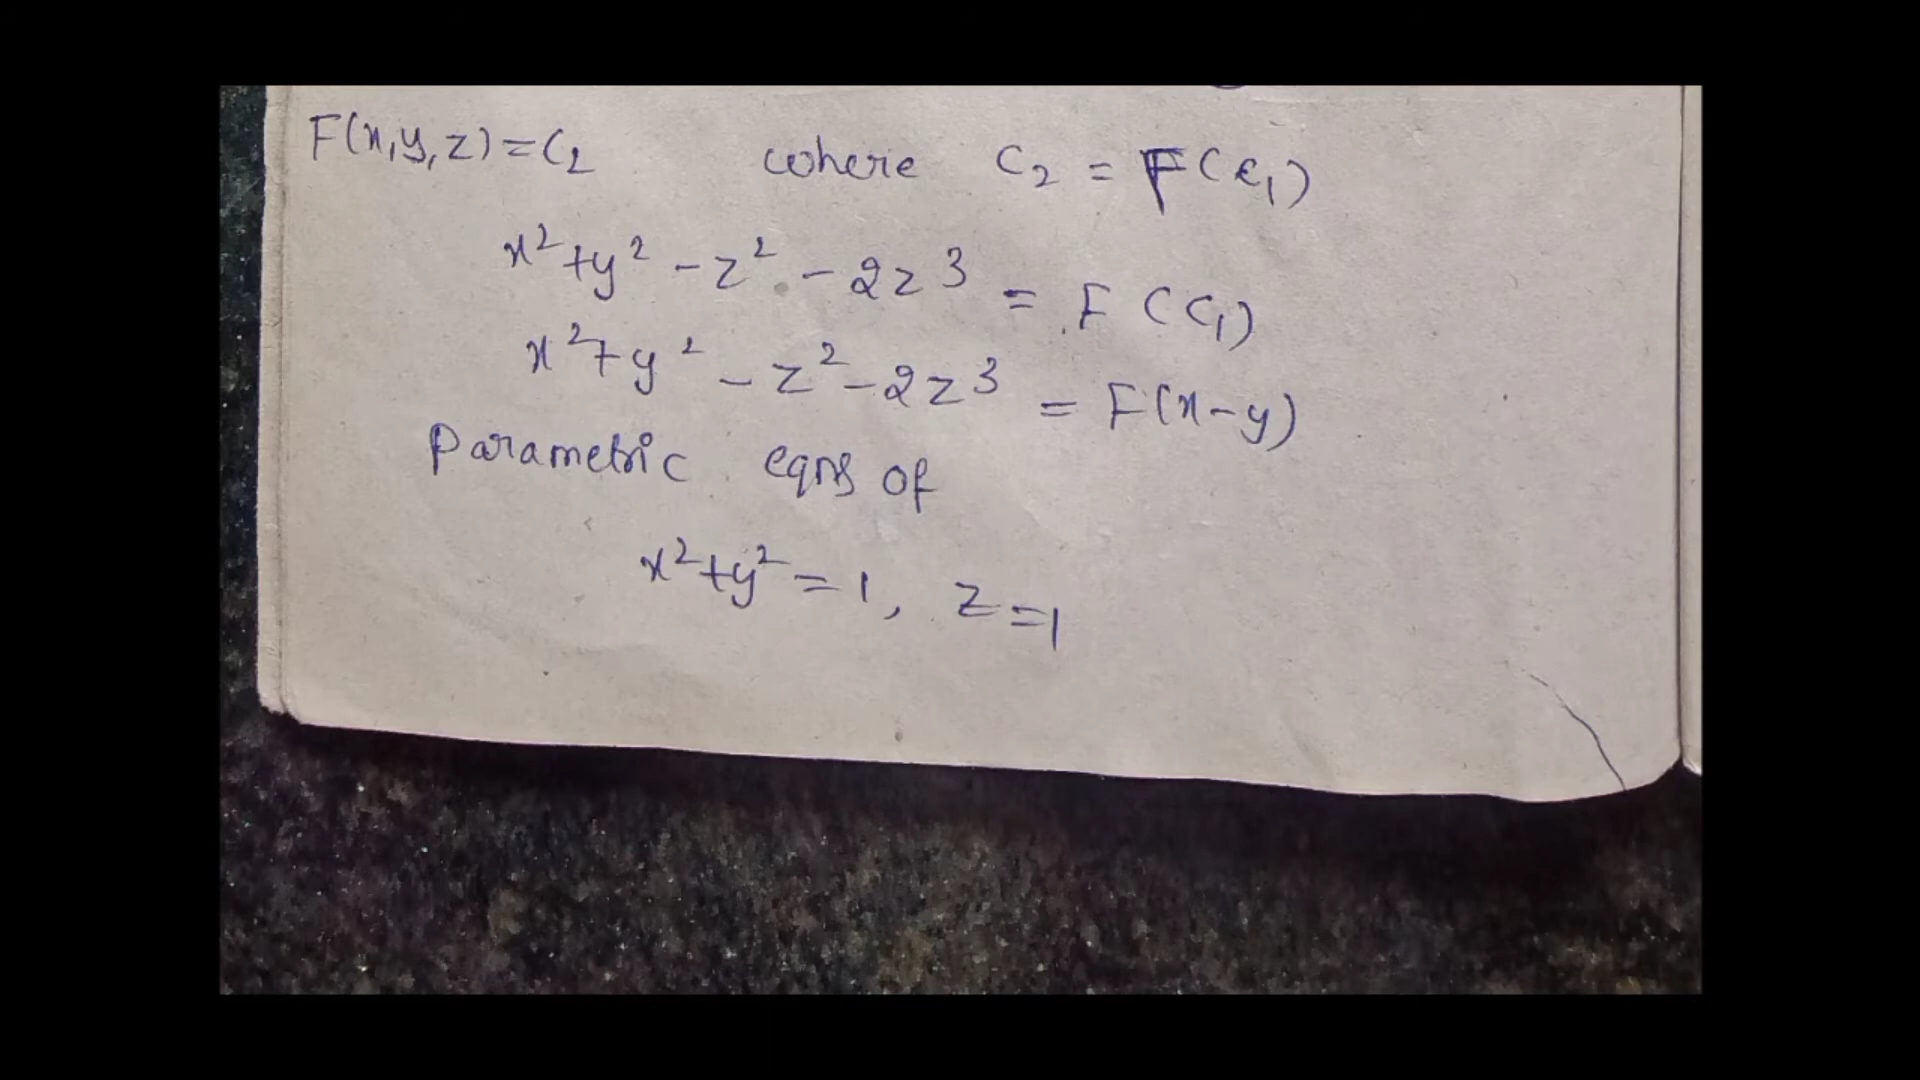 F(x,y,z)=C₂ where C₂ = F(C₁)
x²+y²-z²-2z³ = F(C₁)
x²+y²-z²-2z³ = F(x-y)
Parametric eqns of
x²+y²=1, z=1